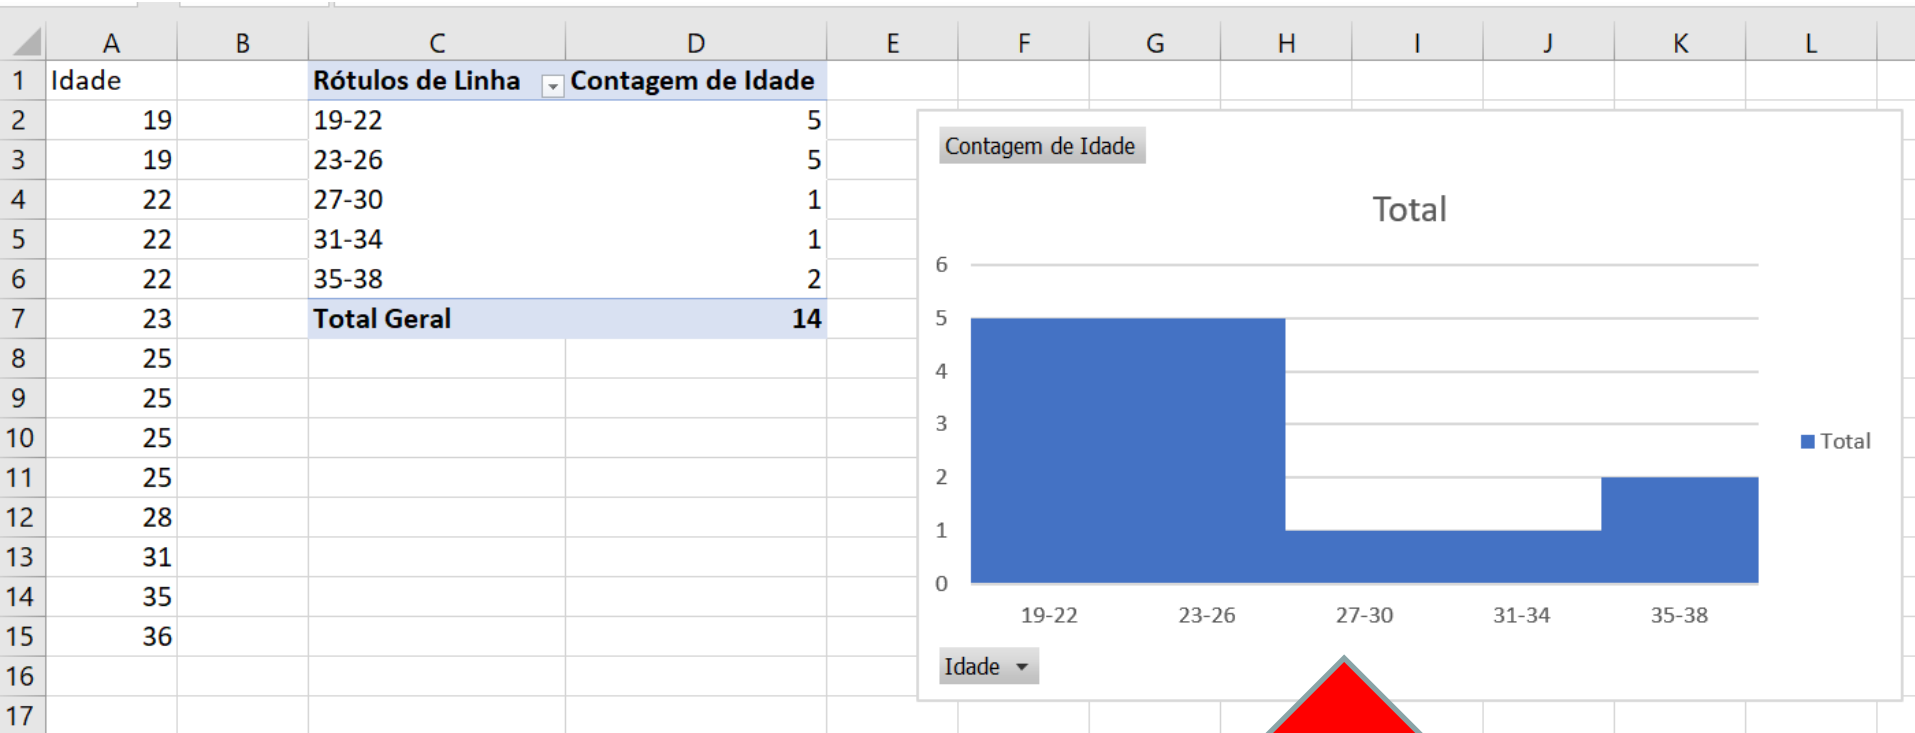 A B C D E F G H I J K L
1 Idade Rótulos de Linha Contagem de Idade
2 19 19-22 5
3 19 23-26 5
4 22 27-30 1
5 22 31-34 1
6 22 35-38 2
7 23 Total Geral 14
8 25
9 25
10 25
11 25
12 28
13 31
14 35
15 36
16
17
Contagem de Idade
Total
6
5
4
3
2
1
0
19-22 23-26 27-30 31-34 35-38
Total
Idade